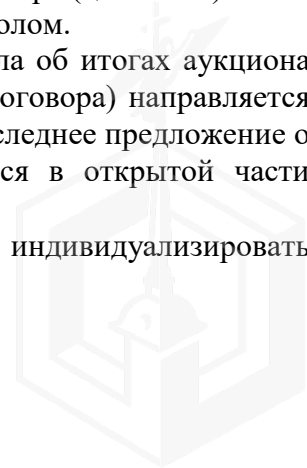 олом.
ла об итогах аукциона
оговора) направляется
следнее предложение о
ся в открытой части
индивидуализировать